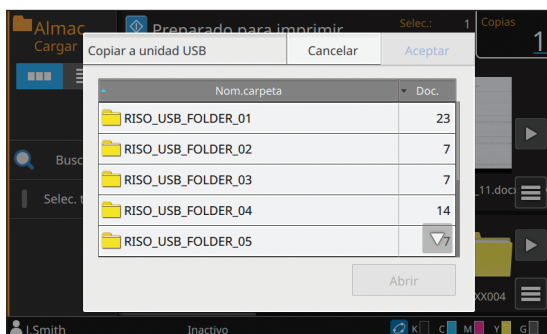 Almac
Cargar
Preparado para imprimir
Selec.: 1
Copias
1
Copiar a unidad USB
Cancelar
Aceptar
Nom.carpeta
Doc.
RISO_USB_FOLDER_01 23
RISO_USB_FOLDER_02 7
RISO_USB_FOLDER_03 7
RISO_USB_FOLDER_04 14
RISO_USB_FOLDER_05 7
Busc
Selec. t
_11.doc
Abrir
XX004
J.Smith
Inactivo
K C M Y G